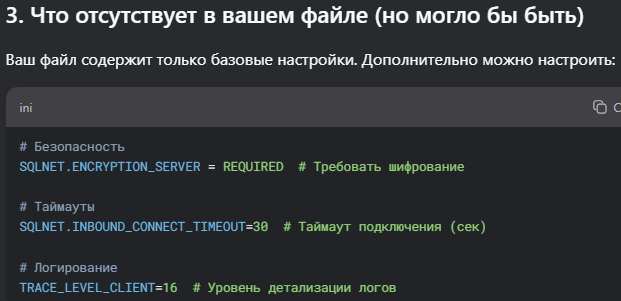 3. Что отсутствует в вашем файле (но могло бы быть)
Ваш файл содержит только базовые настройки. Дополнительно можно настроить:
ini
# Безопасность
SQLNET.ENCRYPTION_SERVER = REQUIRED  # Требовать шифрование
# Таймауты
SQLNET.INBOUND_CONNECT_TIMEOUT=30  # Таймаут подключения (сек)
# Логирование
TRACE_LEVEL_CLIENT=16  # Уровень детализации логов